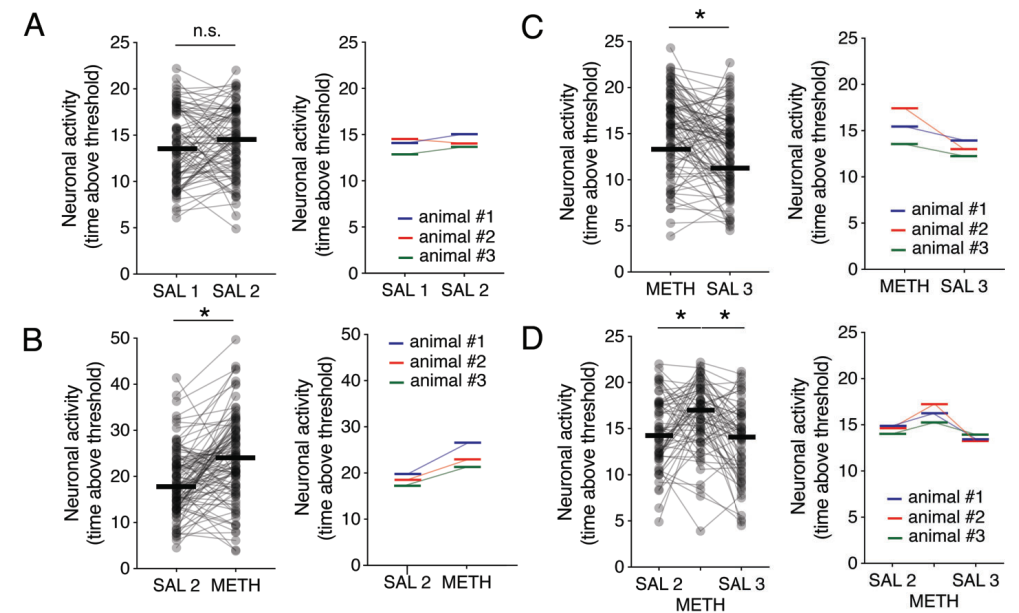 A
n.s.
Neuronal activity
(time above threshold)
25
20
15
10
5
0
SAL 1 SAL 2
Neuronal activity
(time above threshold)
25
20
15
10
5
0
animal #1
animal #2
animal #3
SAL 1 SAL 2
C
*
Neuronal activity
(time above threshold)
25
20
15
10
5
0
METH SAL 3
Neuronal activity
(time above threshold)
25
20
15
10
5
0
animal #1
animal #2
animal #3
METH SAL 3
B
*
Neuronal activity
(time above threshold)
50
40
30
20
10
0
SAL 2 METH
Neuronal activity
(time above threshold)
50
40
30
20
10
0
animal #1
animal #2
animal #3
SAL 2 METH
D
* *
Neuronal activity
(time above threshold)
25
20
15
10
5
0
SAL 2 SAL 3
METH
Neuronal activity
(time above threshold)
25
20
15
10
5
0
animal #1
animal #2
animal #3
SAL 2 SAL 3
METH